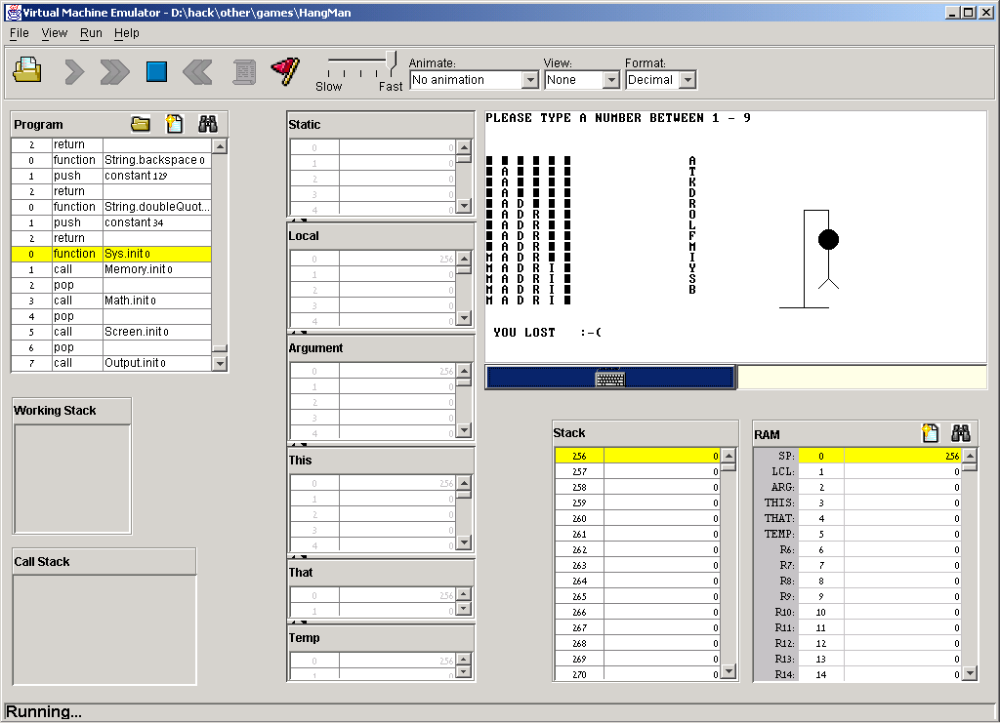 Virtual Machine Emulator - D:\hack\other\games\HangMan
File View Run Help
Animate: View: Format:
Slow Fast No animation None Decimal
Program
2 return
0 function String.backspace 0
1 push constant 129
2 return
0 function String.doubleQuot...
1 push constant 34
2 return
0 function Sys.init 0
1 call Memory.init 0
2 pop
3 call Math.init 0
4 pop
5 call Screen.init 0
6 pop
7 call Output.init 0
Working Stack
Call Stack
Static
0 0
1 0
2 0
3 0
4 0
Local
0 256
1 0
2 0
3 0
4 0
Argument
0 256
1 0
2 0
3 0
4 0
This
0 256
1 0
2 0
3 0
4 0
That
0 256
1 0
Temp
0 256
1 0
PLEASE TYPE A NUMBER BETWEEN 1 - 9
A
A T
A K
A D
A D R
A D R O
A D R L
A D R F
A D R M
M A D R I
M A D R I Y
M A D R I S
M A D R I B
M A D R I
YOU LOST :-(
Stack
256 0
257 0
258 0
259 0
260 0
261 0
262 0
263 0
264 0
265 0
266 0
267 0
268 0
269 0
270 0
RAM
SP: 0 256
LCL: 1 0
ARG: 2 0
THIS: 3 0
THAT: 4 0
TEMP: 5 0
R6: 6 0
R7: 7 0
R8: 8 0
R9: 9 0
R10: 10 0
R11: 11 0
R12: 12 0
R13: 13 0
R14: 14 0
Running...